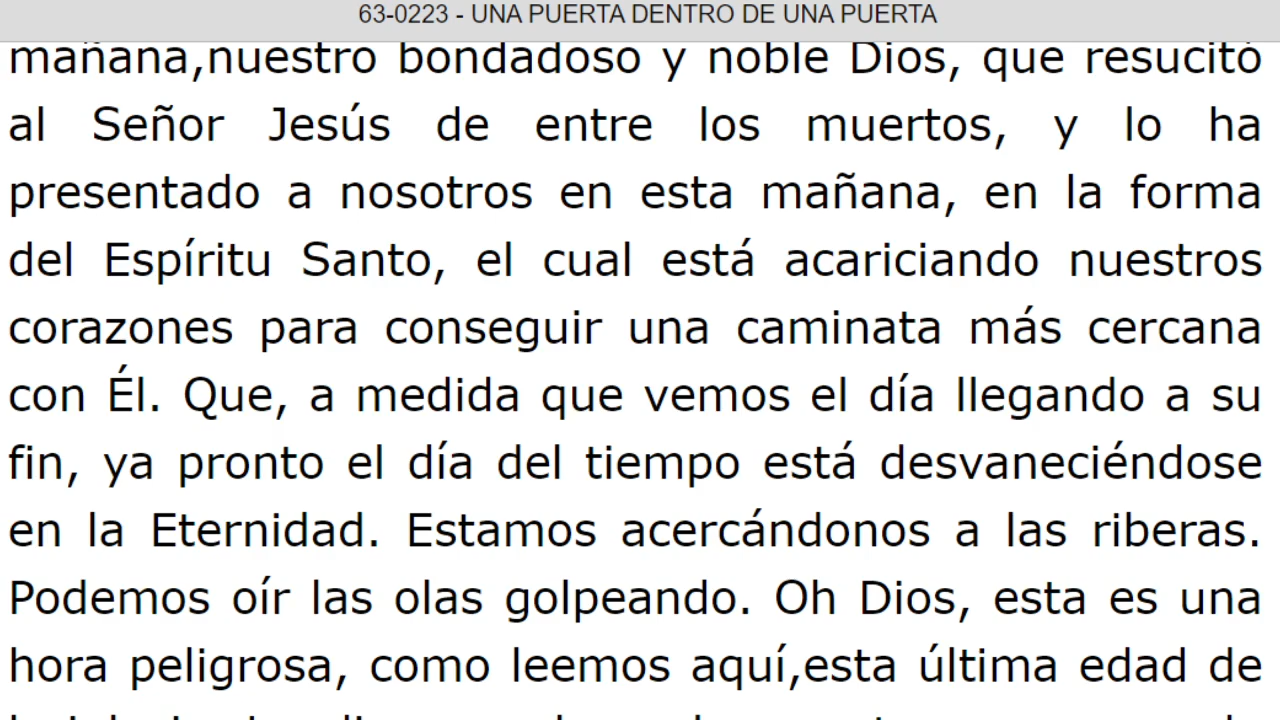 63-0223 - UNA PUERTA DENTRO DE UNA PUERTA
mañana,nuestro bondadoso y noble Dios, que resucitó
al Señor Jesús de entre los muertos, y lo ha
presentado a nosotros en esta mañana, en la forma
del Espíritu Santo, el cual está acariciando nuestros
corazones para conseguir una caminata más cercana
con Él. Que, a medida que vemos el día llegando a su
fin, ya pronto el día del tiempo está desvaneciéndose
en la Eternidad. Estamos acercándonos a las riberas.
Podemos oír las olas golpeando. Oh Dios, esta es una
hora peligrosa, como leemos aquí,esta última edad de